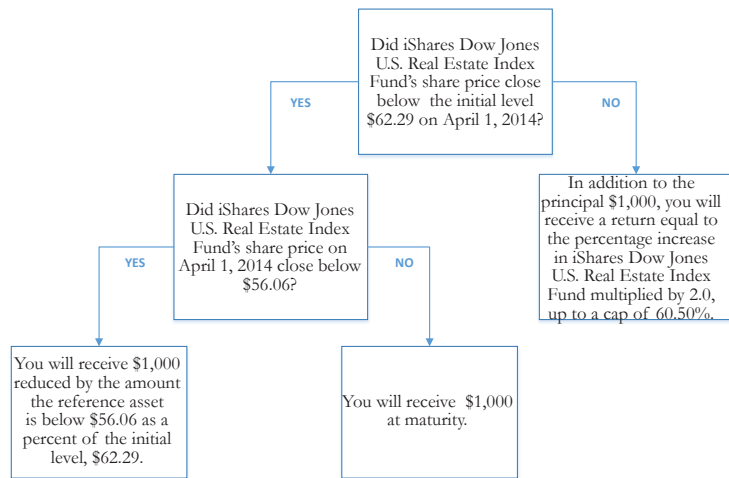 Did iShares Dow Jones
U.S. Real Estate Index
Fund's share price close
below the initial level
$62.29 on April 1, 2014?
YES
NO
Did iShares Dow Jones
U.S. Real Estate Index
Fund's share price on
April 1, 2014 close below
$56.06?
In addition to the
principal $1,000, you will
receive a return equal to
the percentage increase
in iShares Dow Jones
U.S. Real Estate Index
Fund multiplied by 2.0,
up to a cap of 60.50%.
YES
NO
You will receive $1,000
reduced by the amount
the reference asset
is below $56.06 as a
percent of the initial
level, $62.29.
You will receive $1,000
at maturity.